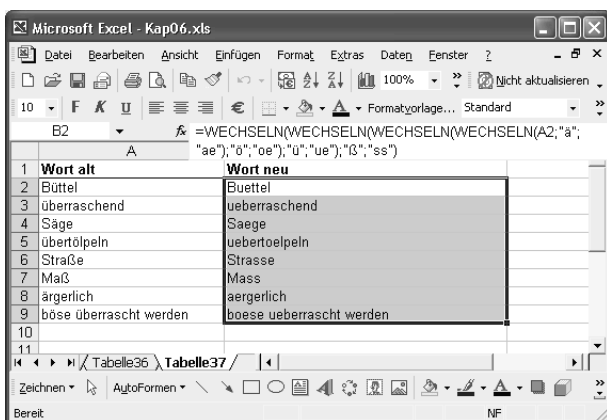 Microsoft Excel - Kap06.xls
Datei Bearbeiten Ansicht Einfügen Format Extras Daten Fenster ?
100% Nicht aktualisieren
10 F K U € Formatvorlage... Standard
B2 fx =WECHSELN(WECHSELN(WECHSELN(WECHSELN(A2;"ä";
"ae");"ö";"oe");"ü";"ue");"ß";"ss")
A
1 Wort alt Wort neu
2 Büttel Buettel
3 überraschend ueberraschend
4 Säge Saege
5 übertölpeln uebertoelpeln
6 Straße Strasse
7 Maß Mass
8 ärgerlich aergerlich
9 böse überrascht werden boese ueberrascht werden
10
11
Tabelle36 Tabelle37
Zeichnen AutoFormen
Bereit NF